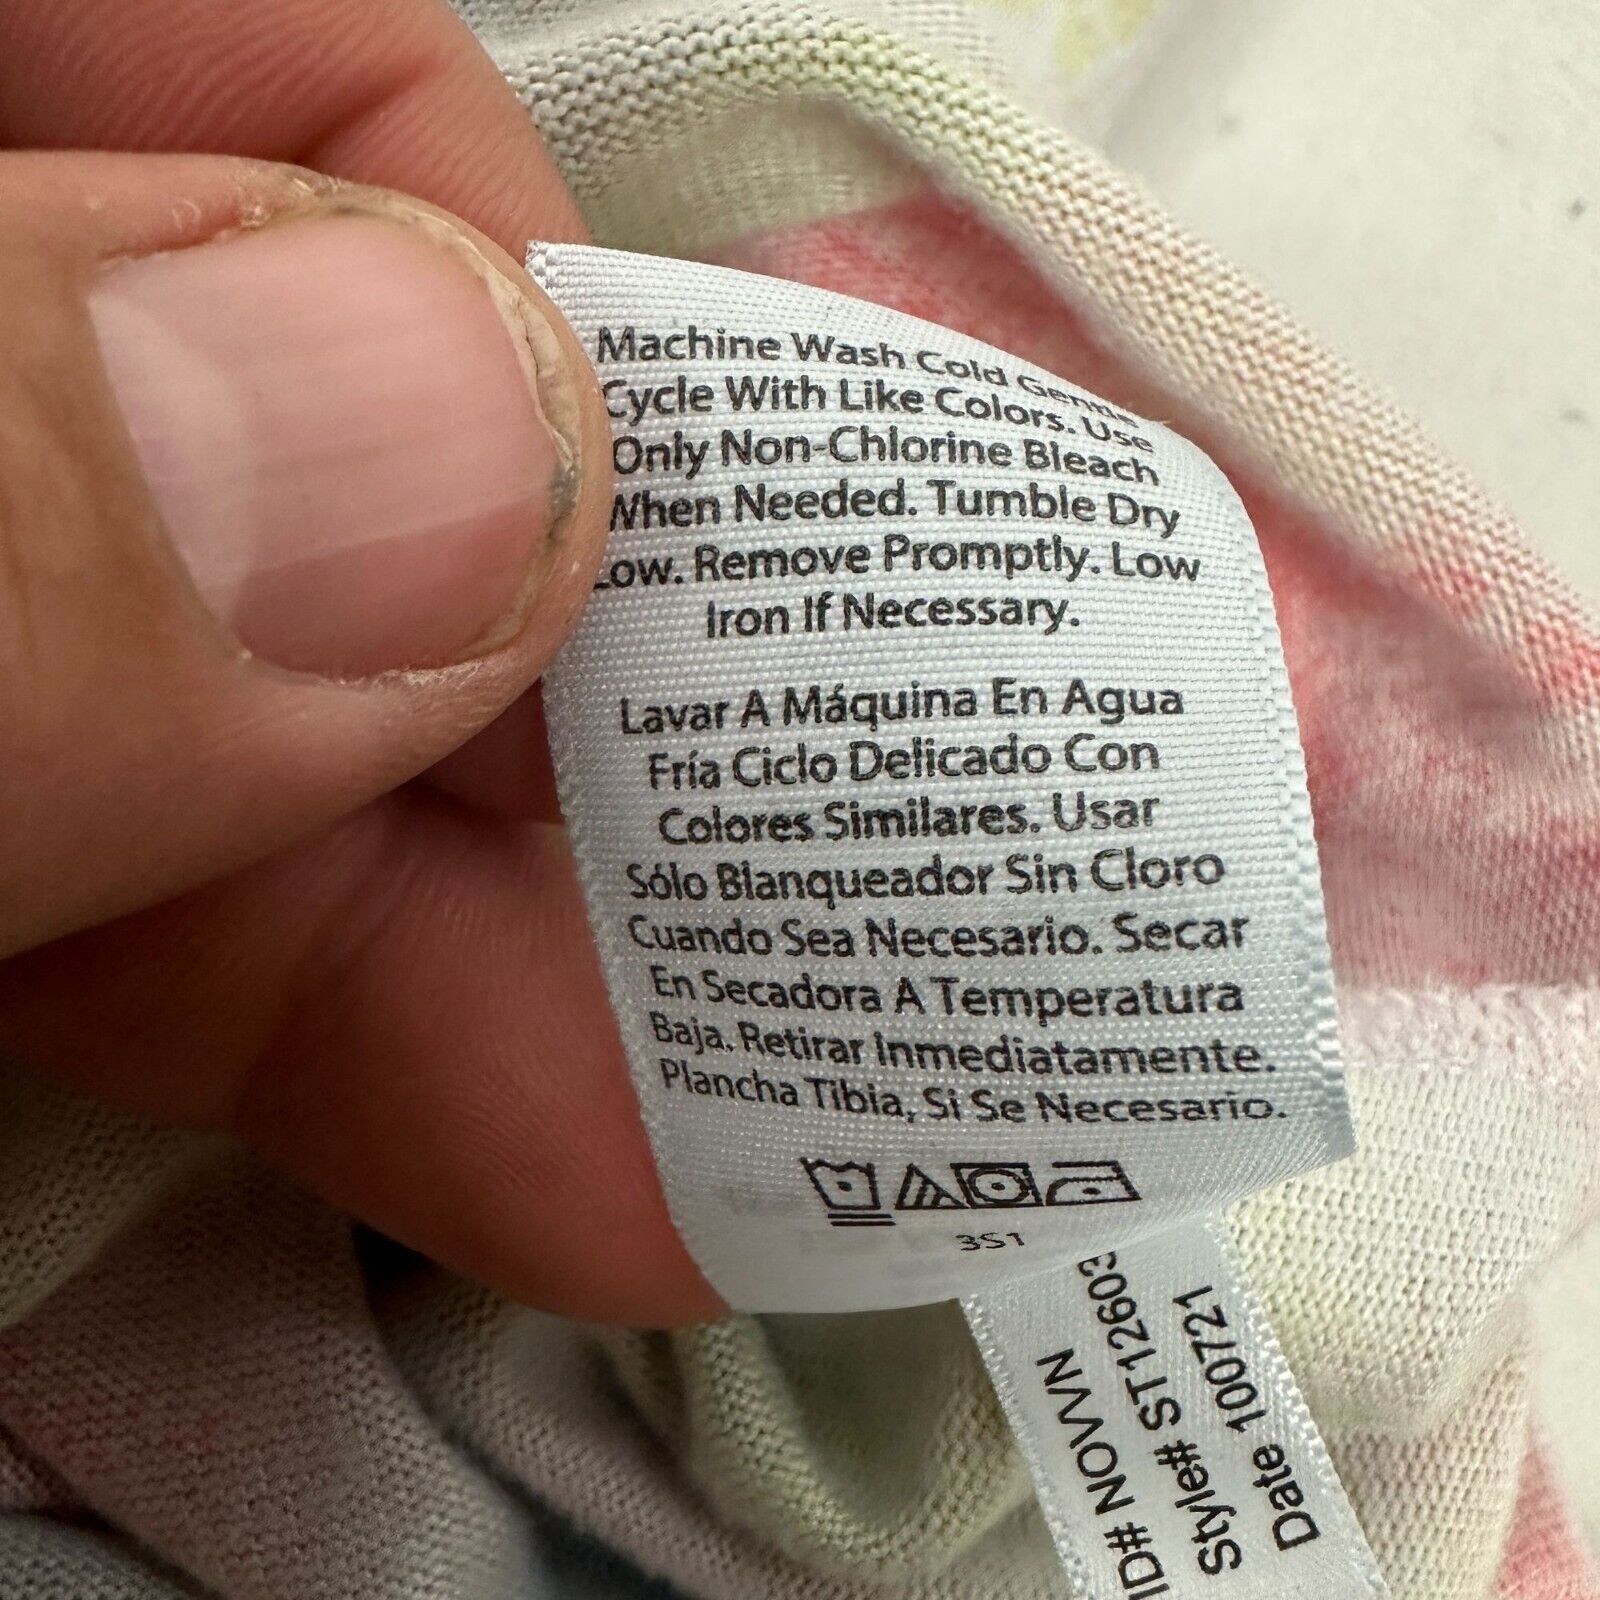 Machine Wash Cold Gentle
Cycle With Like Colors. Use
Only Non-Chlorine Bleach
When Needed. Tumble Dry
Low. Remove Promptly. Low
Iron If Necessary.
Lavar A Máquina En Agua
Fría Ciclo Delicado Con
Colores Similares. Usar
Sólo Blanqueador Sin Cloro
Cuando Sea Necesario. Secar
En Secadora A Temperatura
Baja. Retirar Inmediatamente.
Plancha Tibia, Si Se Necesario.
3S1
ID# NOVVN
Style# ST12603
Date 100721